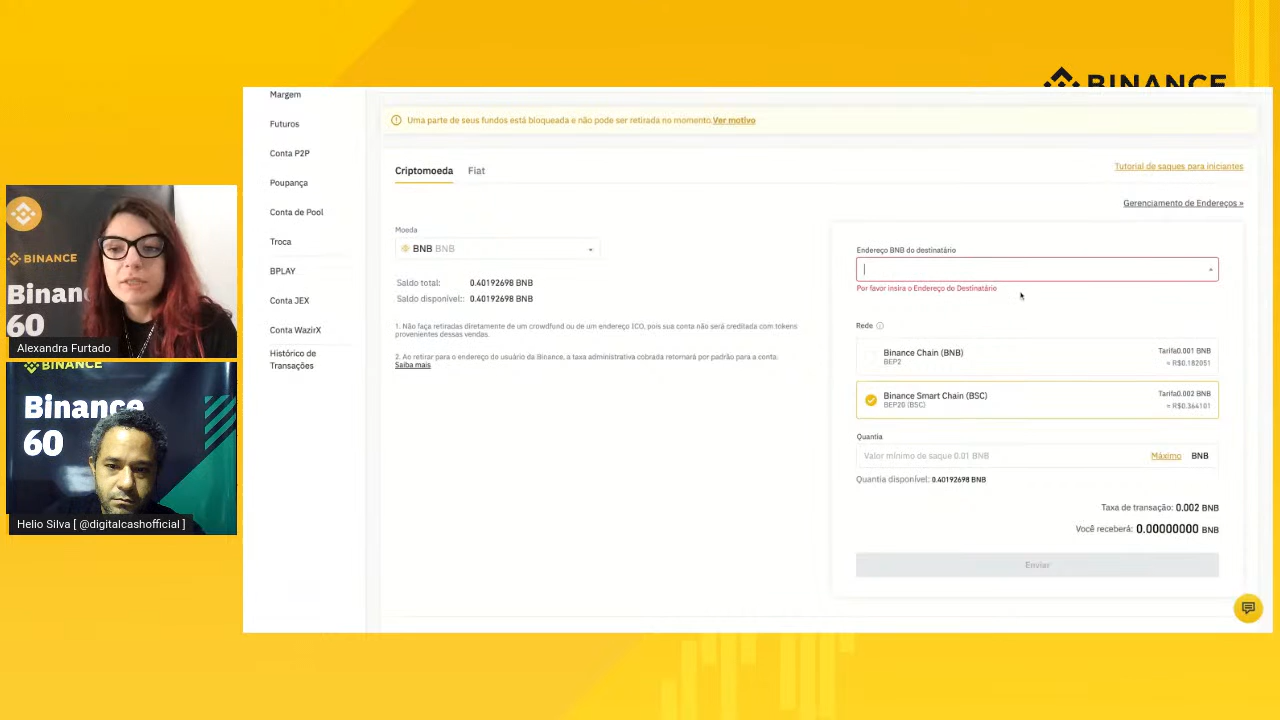 BINANCE
Margem
Futuros
Conta P2P
Poupança
Conta de Pool
Troca
BPLAY
Conta JEX
Conta WazirX
Histórico de
Transações
Uma parte de seus fundos está bloqueada e não pode ser retirada no momento.Ver motivo
Criptomoeda Fiat
Tutorial de saques para iniciantes
Gerenciamento de Endereços »
Moeda
BNB BNB
Saldo total: 0.40192698 BNB
Saldo disponível:: 0.40192698 BNB
1. Não faça retiradas diretamente de um crowdfund ou de um endereço ICO, pois sua conta não será creditada com tokens
provenientes dessas vendas.
2. Ao retirar para o endereço do usuário da Binance, a taxa administrativa cobrada retornará por padrão para a conta.
Saiba mais
Endereço BNB do destinatário
Por favor insira o Endereço do Destinatário
Rede
Binance Chain (BNB)
BEP2
Tarifa0.001 BNB
≈ R$0.182051
Binance Smart Chain (BSC)
BEP20 (BSC)
Tarifa0.002 BNB
≈ R$0.364101
Quantia
Valor mínimo de saque 0.01 BNB
Máximo BNB
Quantia disponível: 0.40192698 BNB
Taxa de transação: 0.002 BNB
Você receberá: 0.00000000 BNB
Enviar
BINANCE
Binan
60
Alexandra Furtado
BINANCE
Binance
60
Helio Silva [ @digitalcashofficial ]